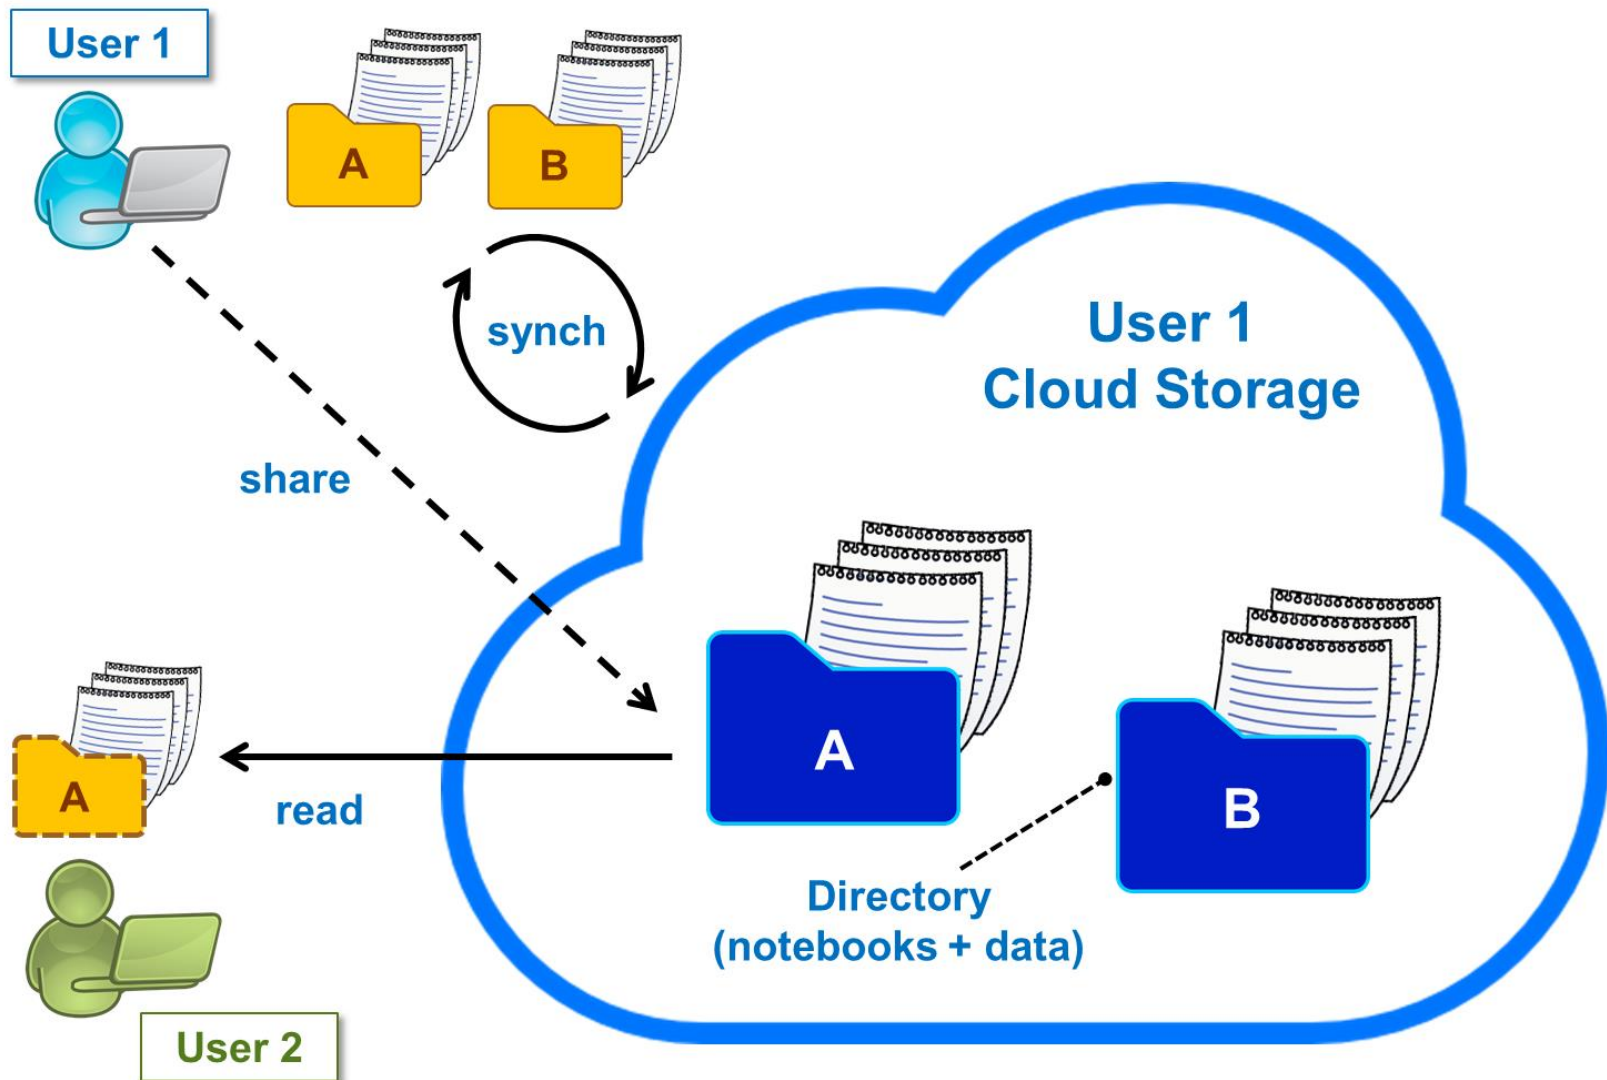 User 1
A
B
synch
User 1
Cloud Storage
share
A
B
A
read
Directory
(notebooks + data)
User 2